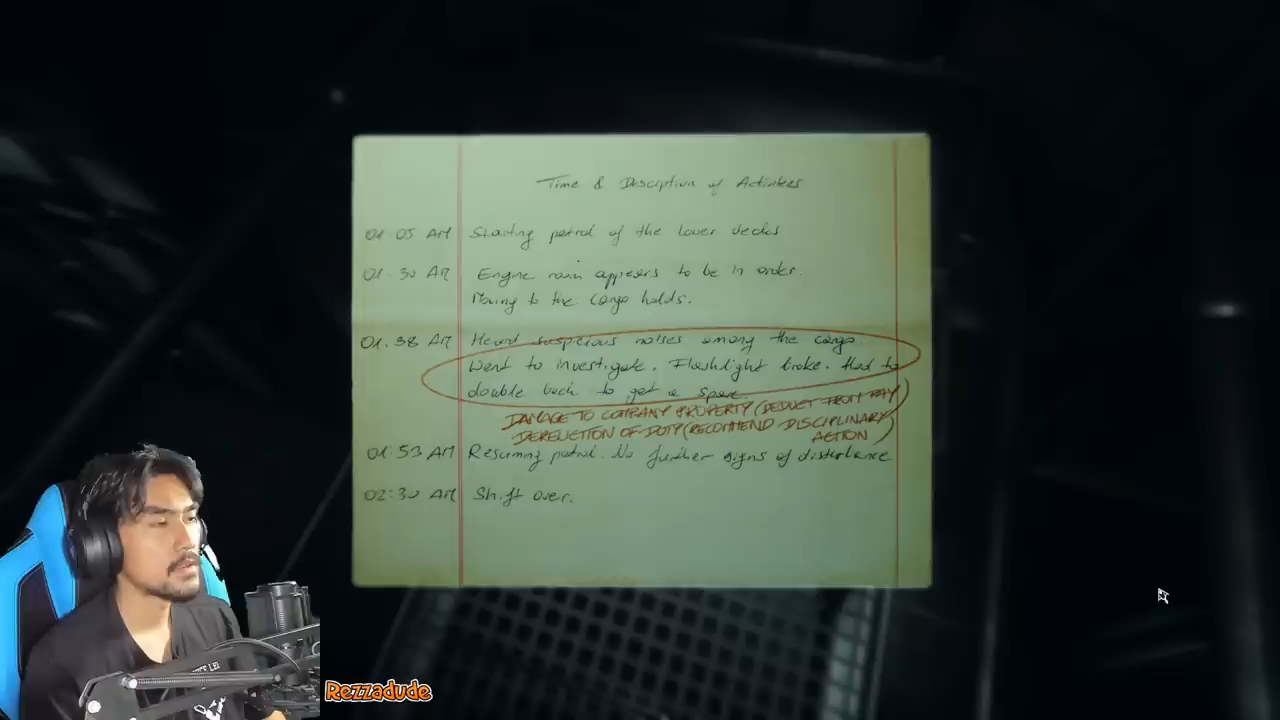 Time & Desciption of Activities
01:05 AM Starting patrol of the lower decks
01:30 AM Engine room appears to be in order.
Moving to the cargo holds.
01:38 AM Heard suspicious noises among the cargo.
Went to investigate. Flashlight broke. Had to
double back to get a spare
DAMAGE TO COMPANY PROPERTY (DEDUCT FROM PAY)
DERELICTION OF DUTY (RECOMMEND DISCIPLINARY
ACTION)
01:53 AM Resuming patrol. No further signs of disturbance
02:30 AM Shift over.
Rezzadude